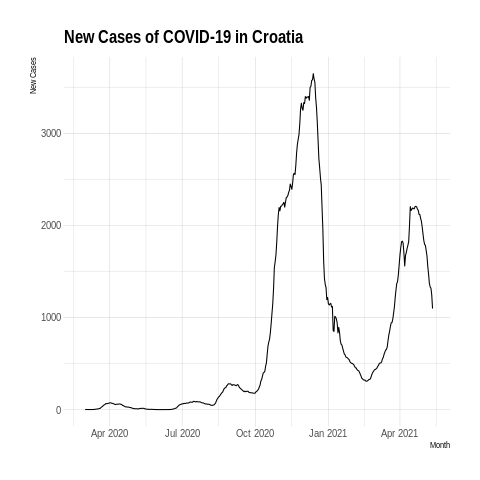 New Cases of COVID-19 in Croatia
New Cases
3000
2000
1000
0
Apr 2020 Jul 2020 Oct 2020 Jan 2021 Apr 2021
Month